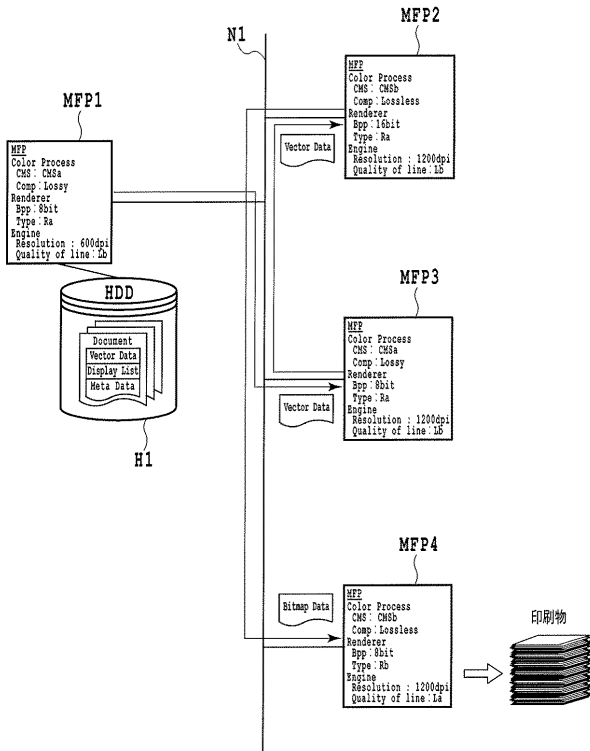 N1
MFP2
MFP
Color Process
CMS : CMSb
Comp : Lossless
Renderer
Bpp : 16bit
Type : Ra
Engine
Resolution : 1200dpi
Quality of line : Lb
Vector Data
MFP1
MFP
Color Process
CMS : CMSa
Comp : Lossy
Renderer
Bpp : 8bit
Type : Ra
Engine
Resolution : 600dpi
Quality of line : Lb
HDD
Document
Vector Data
Display List
Meta Data
H1
MFP3
MFP
Color Process
CMS : CMSa
Comp : Lossy
Renderer
Bpp : 8bit
Type : Ra
Engine
Resolution : 1200dpi
Quality of line : Lb
Vector Data
MFP4
MFP
Color Process
CMS : CMSb
Comp : Lossless
Renderer
Bpp : 8bit
Type : Rb
Engine
Resolution : 1200dpi
Quality of line : La
Bitmap Data
印刷物